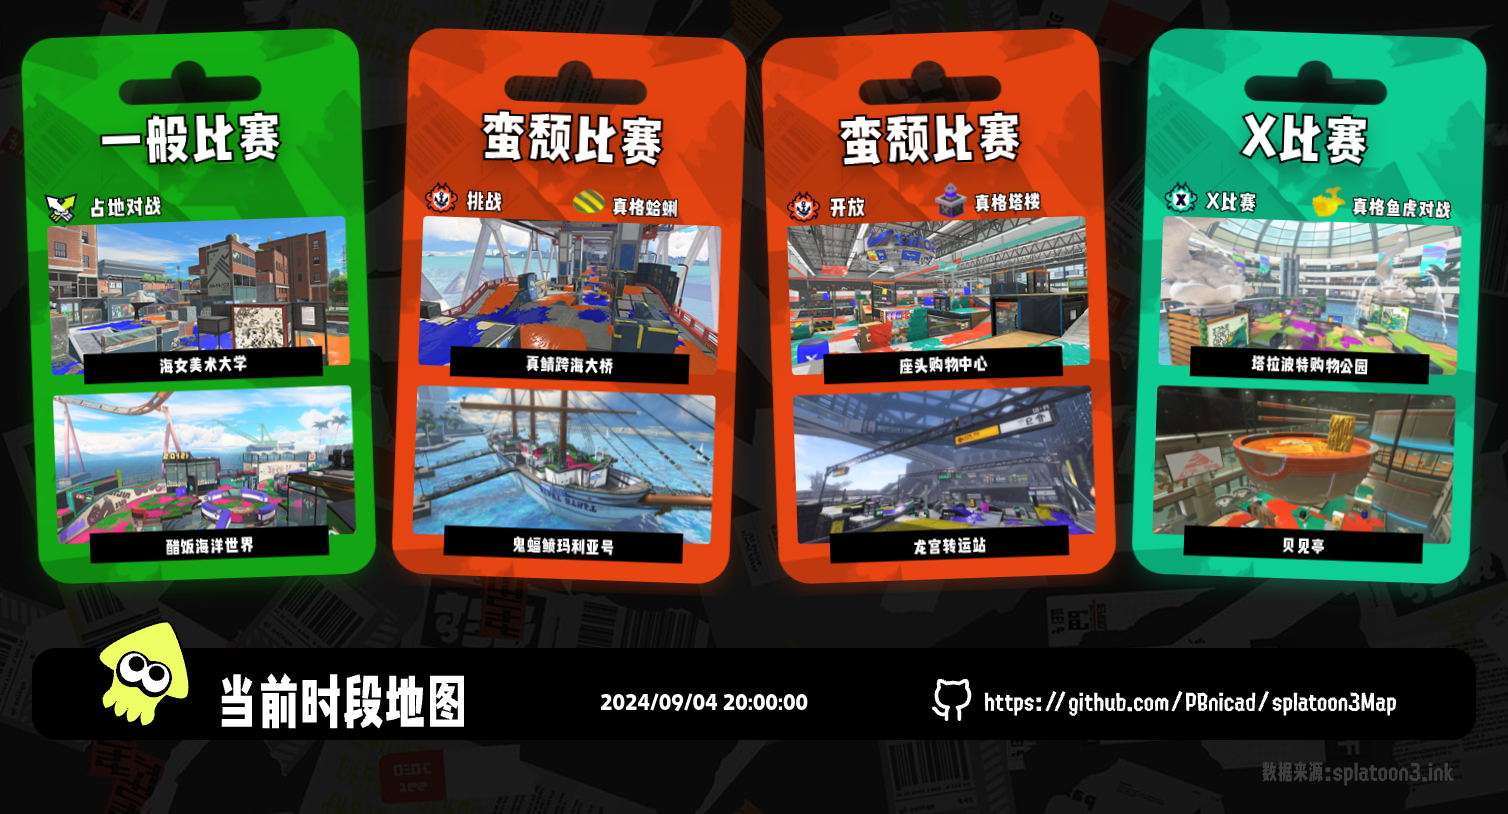 一般比赛
占地对战
海女美术大学
醋饭海洋世界
蛮颓比赛
挑战
真格蛤蜊
真鲭跨海大桥
鬼蝠鲼玛利亚号
蛮颓比赛
开放
真格塔楼
座头购物中心
龙宫转运站
X比赛
X比赛
真格鱼虎对战
塔拉波特购物公园
贝见亭
当前时段地图
2024/09/04 20:00:00
https://github.com/PBnicad/splatoon3Map
数据来源:splatoon3.ink